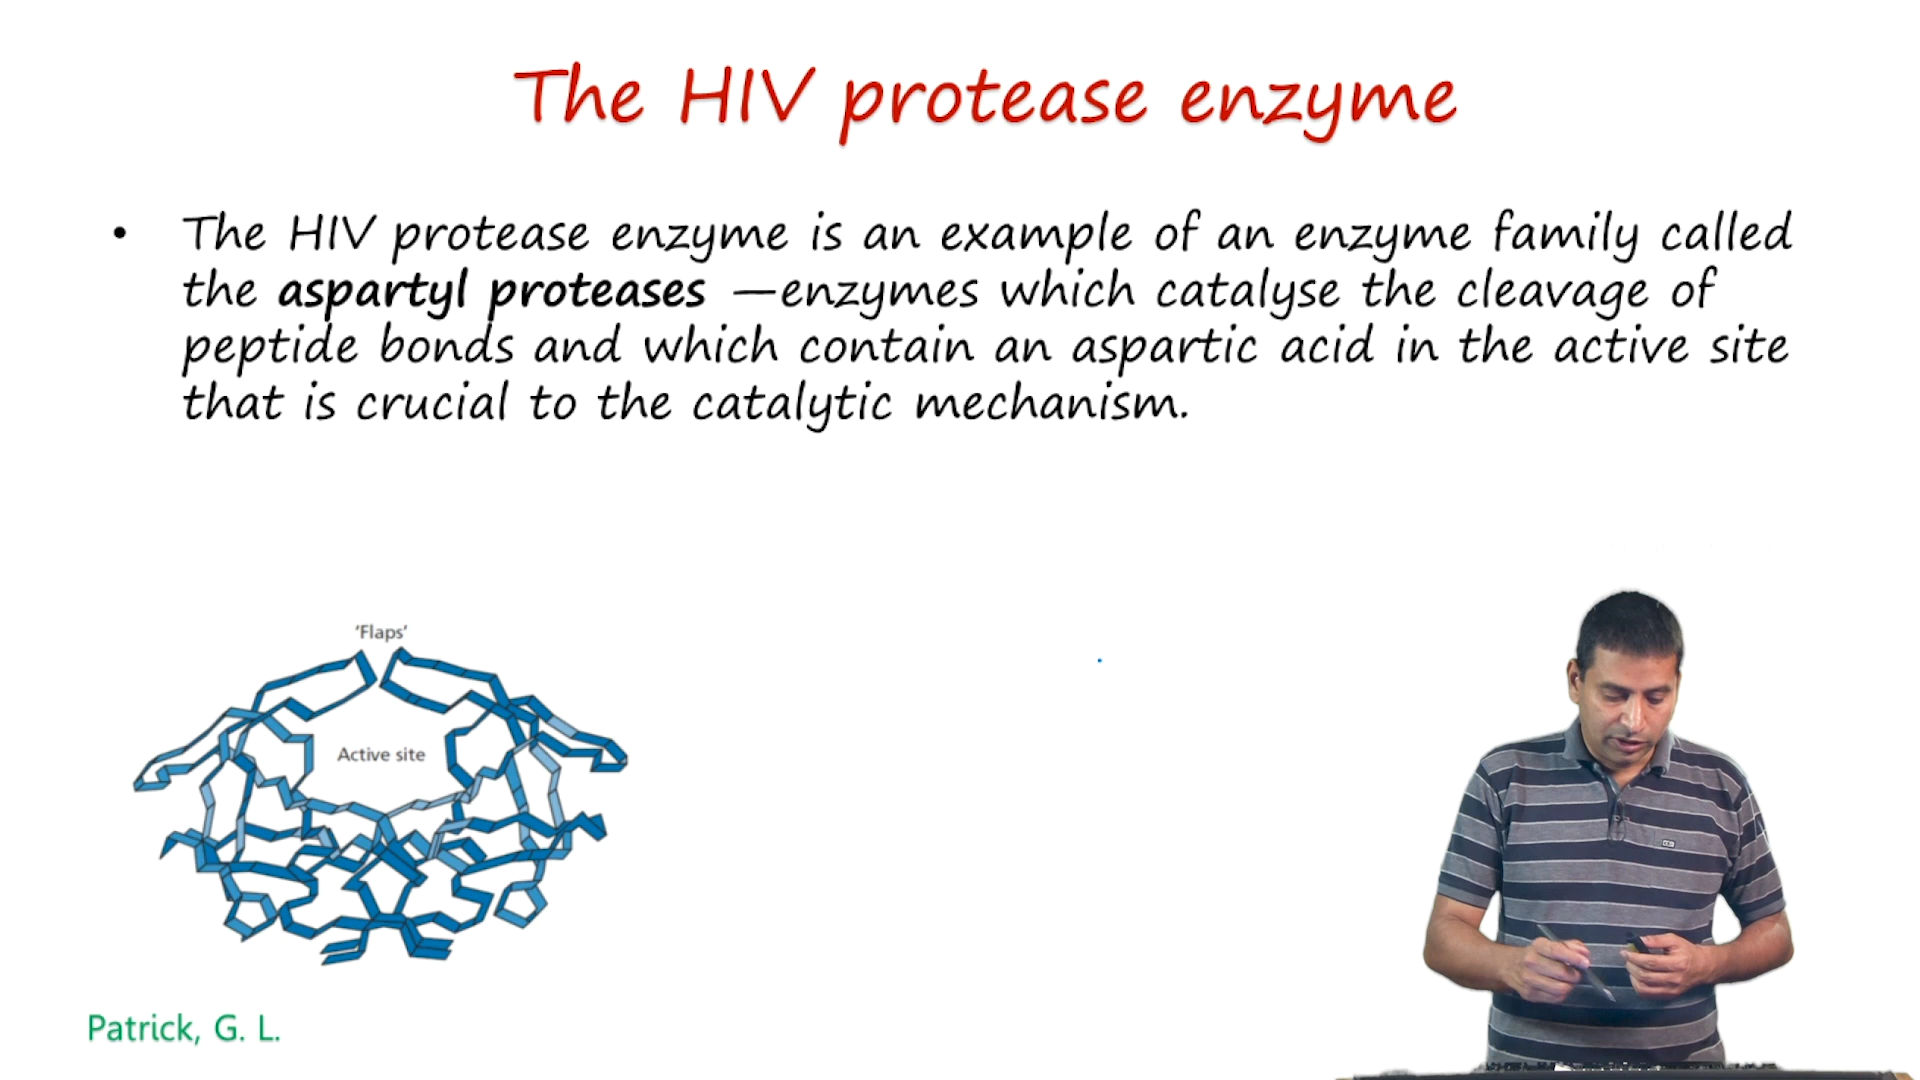 The HIV protease enzyme
• The HIV protease enzyme is an example of an enzyme family called
the aspartyl proteases —enzymes which catalyse the cleavage of
peptide bonds and which contain an aspartic acid in the active site
that is crucial to the catalytic mechanism.
'Flaps'
Active site
Patrick, G. L.